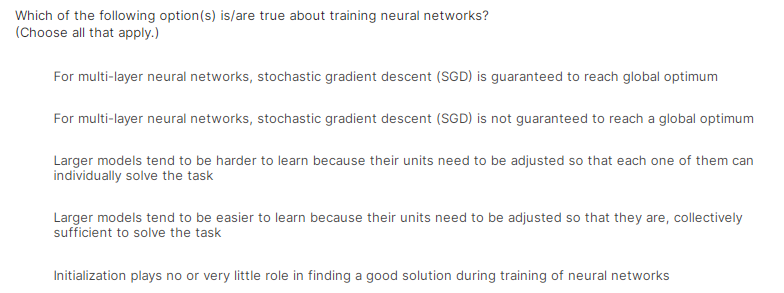 Which of the following option(s) is/are true about training neural networks?
(Choose all that apply.)
For multi-layer neural networks, stochastic gradient descent (SGD) is guaranteed to reach global optimum
For multi-layer neural networks, stochastic gradient descent (SGD) is not guaranteed to reach a global optimum
Larger models tend to be harder to learn because their units need to be adjusted so that each one of them can
individually solve the task
Larger models tend to be easier to learn because their units need to be adjusted so that they are, collectively
sufficient to solve the task
Initialization plays no or very little role in finding a good solution during training of neural networks